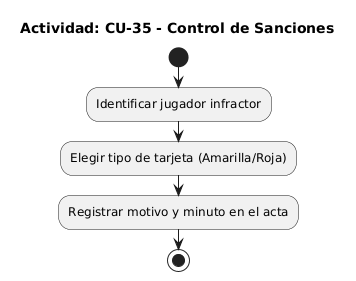 Actividad: CU-35 - Control de Sanciones
Identificar jugador infractor
Elegir tipo de tarjeta (Amarilla/Roja)
Registrar motivo y minuto en el acta